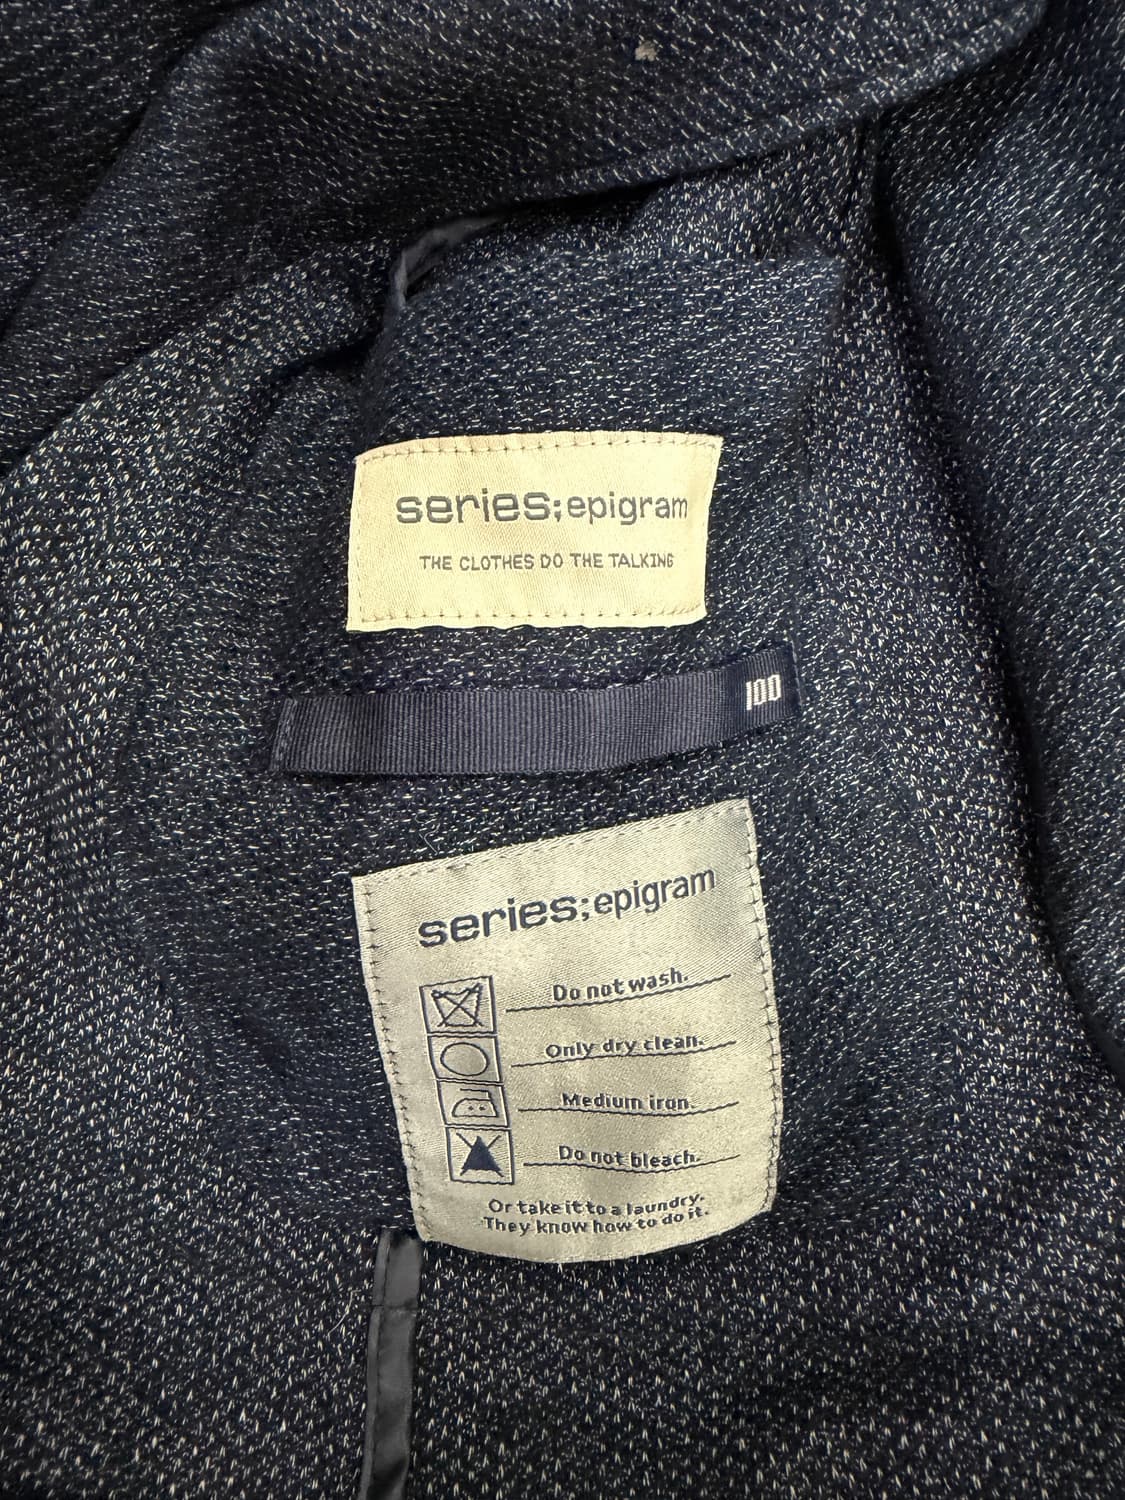 series;epigram
THE CLOTHES DO THE TALKING
100
series;epigram
Do not wash.
Only dry clean.
Medium iron.
Do not bleach.
Or take it to a laundry.
They know how to do it.